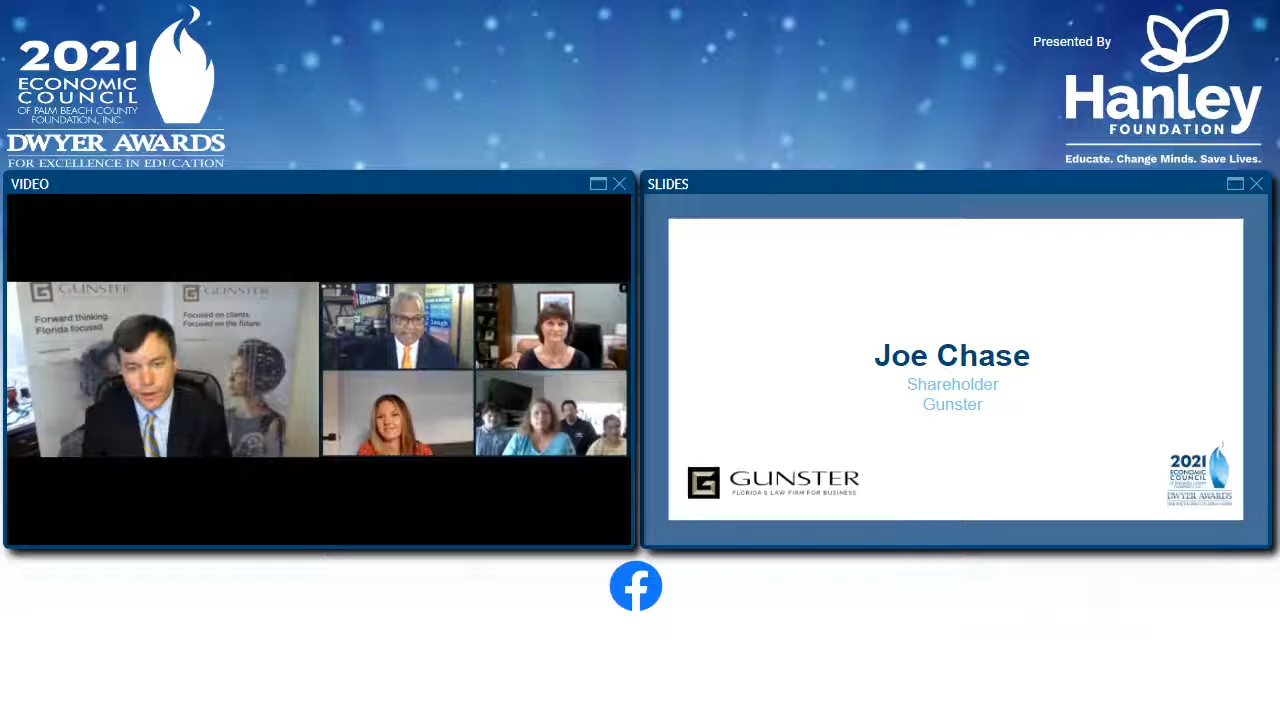 2021
ECONOMIC
COUNCIL
OF PALM BEACH COUNTY
FOUNDATION, INC.
DWYER AWARDS
FOR EXCELLENCE IN EDUCATION
Presented By
Hanley
FOUNDATION
Educate. Change Minds. Save Lives.
VIDEO
GUNSTER
Forward thinking.
Florida focused.
GUNSTER
Focused on clients.
Focused on the future.
SLIDES
Joe Chase
Shareholder
Gunster
G GUNSTER
FLORIDA'S LAW FIRM FOR BUSINESS
2021
ECONOMIC
COUNCIL
DWYER AWARDS